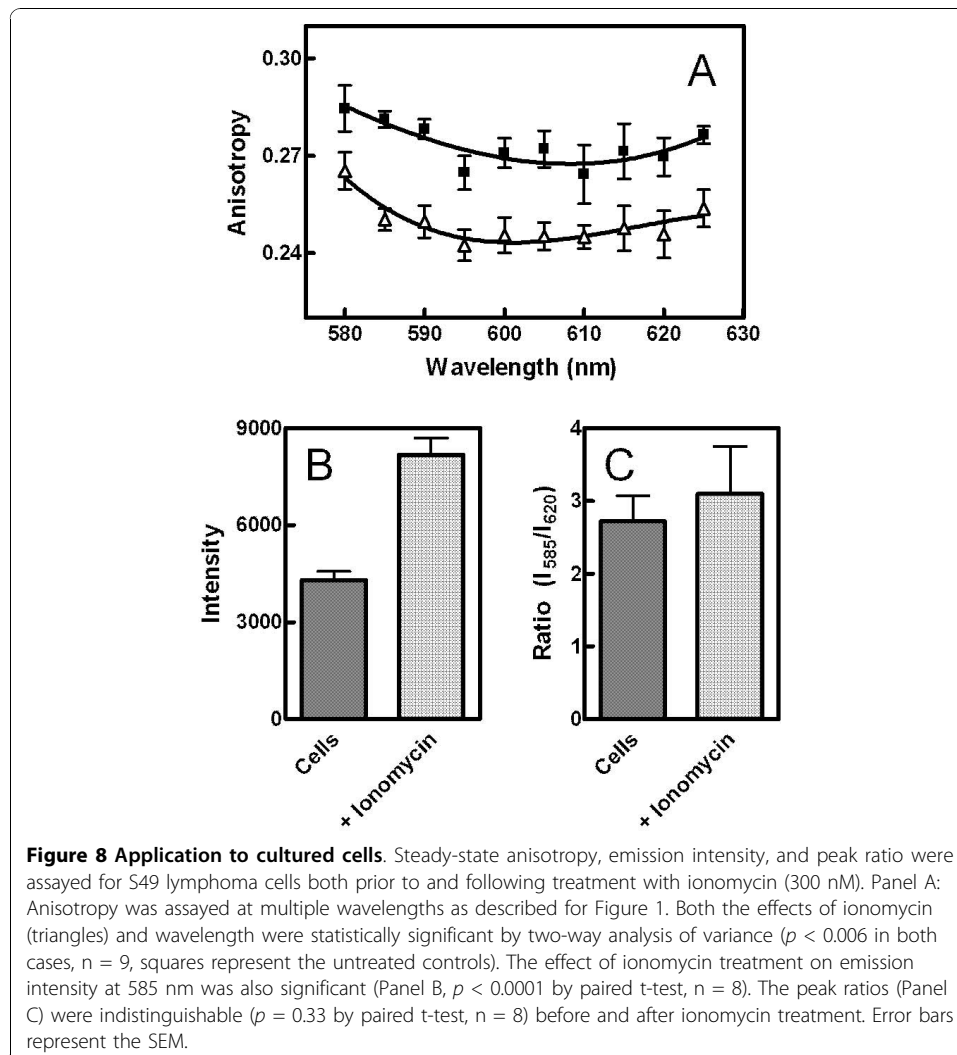 0.30
0.27
0.24
Anisotropy
A
580 590 600 610 620 630
Wavelength (nm)
9000
6000
3000
0
Intensity
B
Cells
+ Ionomycin
4
3
2
1
0
Ratio (I585/I620)
C
Cells
+ Ionomycin
Figure 8 Application to cultured cells. Steady-state anisotropy, emission intensity, and peak ratio were
assayed for S49 lymphoma cells both prior to and following treatment with ionomycin (300 nM). Panel A:
Anisotropy was assayed at multiple wavelengths as described for Figure 1. Both the effects of ionomycin
(triangles) and wavelength were statistically significant by two-way analysis of variance (p < 0.006 in both
cases, n = 9, squares represent the untreated controls). The effect of ionomycin treatment on emission
intensity at 585 nm was also significant (Panel B, p < 0.0001 by paired t-test, n = 8). The peak ratios (Panel
C) were indistinguishable (p = 0.33 by paired t-test, n = 8) before and after ionomycin treatment. Error bars
represent the SEM.